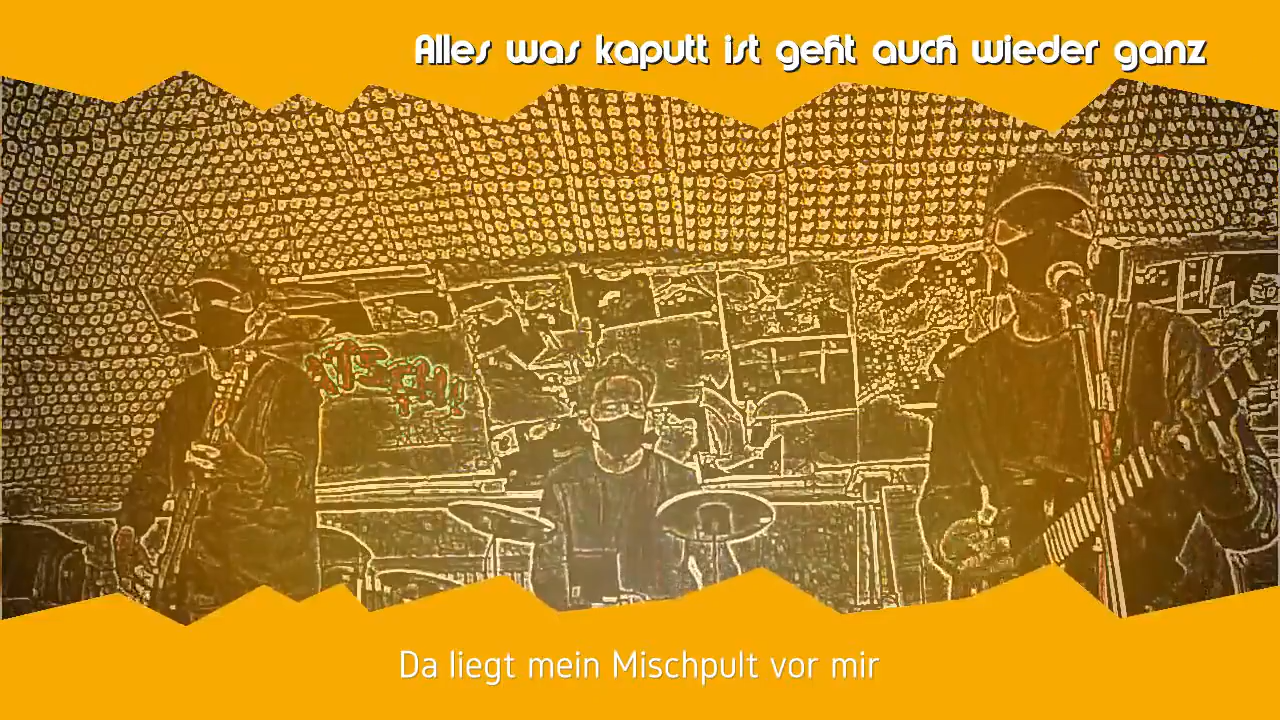 Alles was kaputt ist geht auch wieder ganz
Da liegt mein Mischpult vor mir